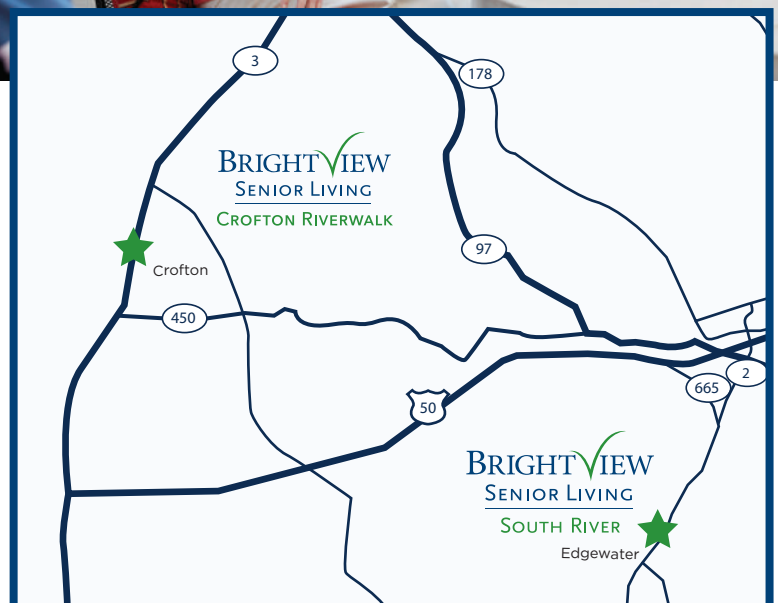 3
178
BRIGHTVIEW
SENIOR LIVING
CROFTON RIVERWALK
97
Crofton
450
2
665
50
BRIGHTVIEW
SENIOR LIVING
SOUTH RIVER
Edgewater